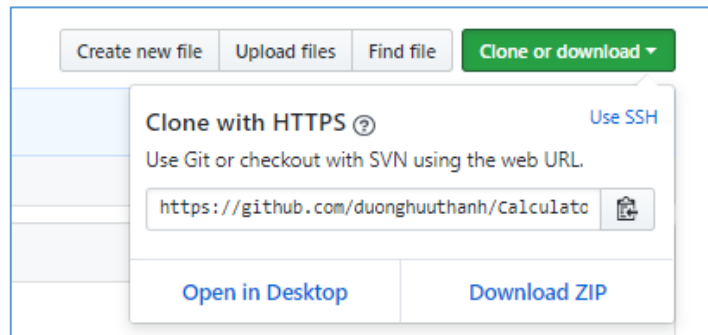 Create new file Upload files Find file Clone or download
Clone with HTTPS Use SSH
Use Git or checkout with SVN using the web URL.
https://github.com/duonghuuthanh/Calculato
Open in Desktop Download ZIP